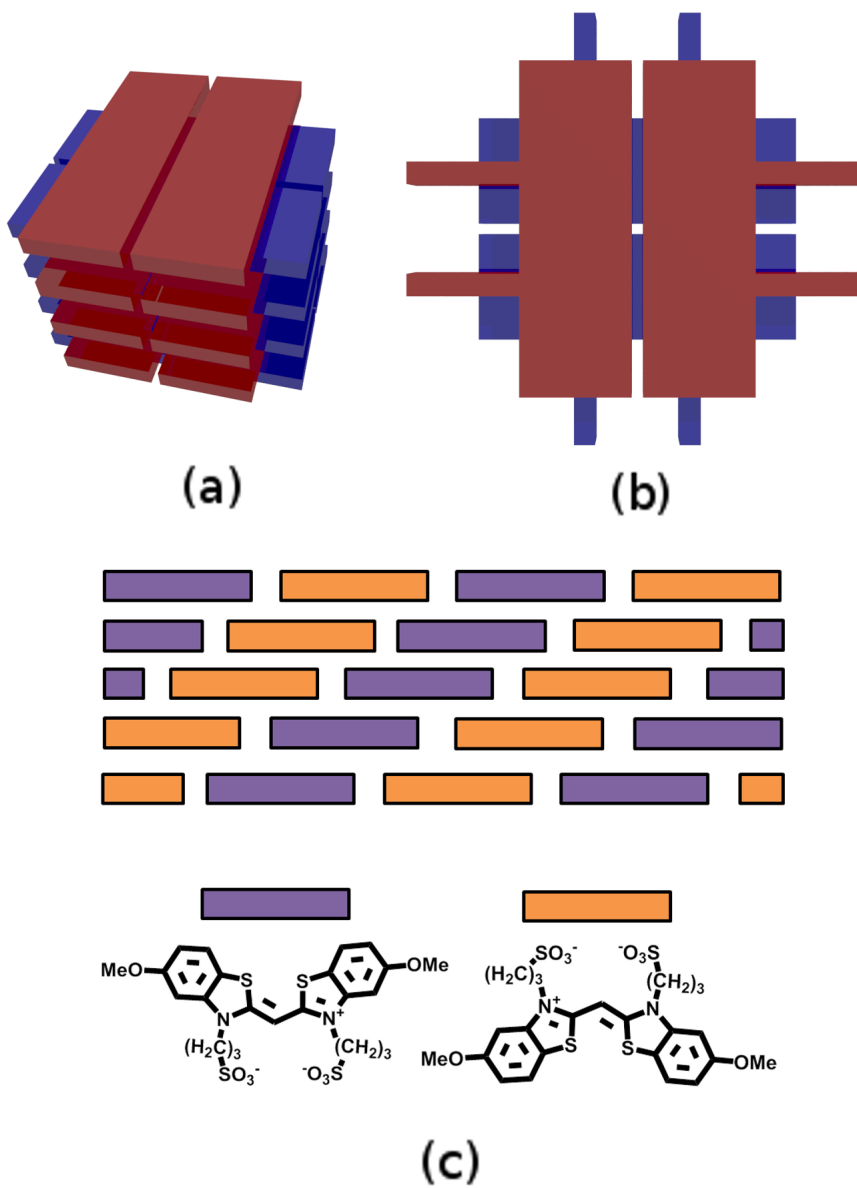 (a)
(b)
SO₃⁻ ⁻O₃S
(H₂C)₃ (CH₂)₃
MeO S S OMe
N⁺ N
N N⁺
S S
(H₂C)₃ (CH₂)₃
MeO OMe
SO₃⁻ ⁻O₃S
(c)